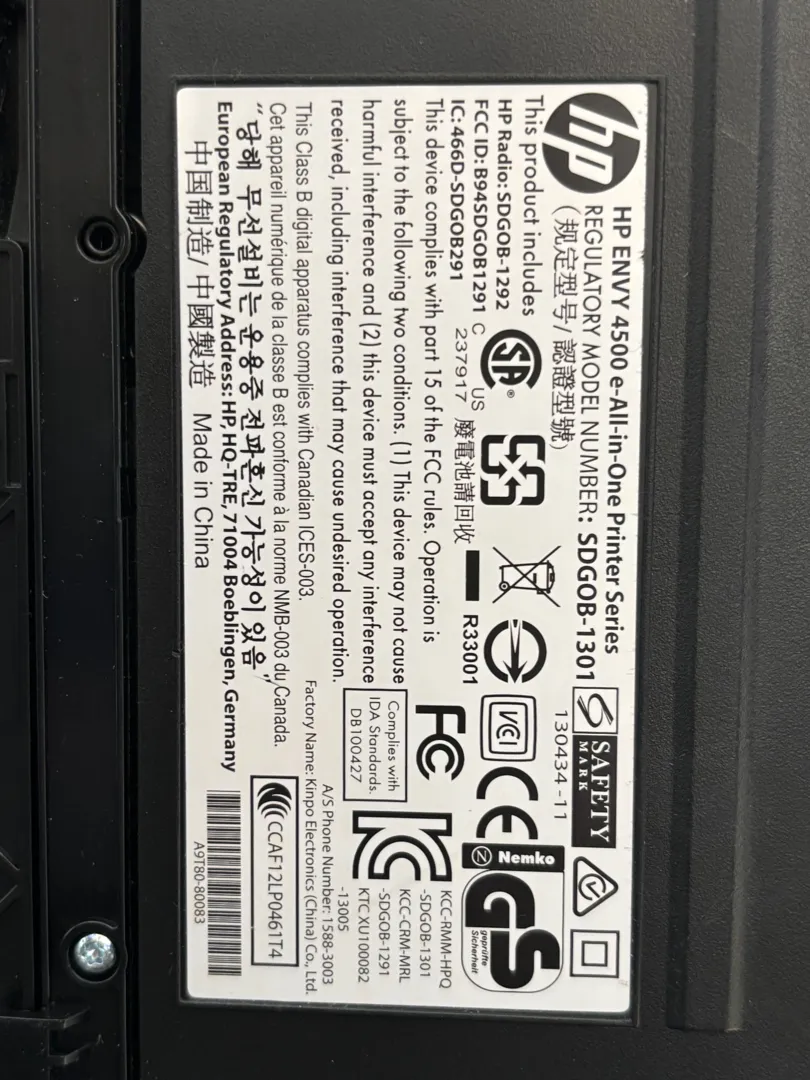 hp
HP ENVY 4500 e-All-in-One Printer Series
REGULATORY MODEL NUMBER: SDGOB-1301
(规定型号/ 認證型號)
This product includes
HP Radio: SDGOB-1292
FCC ID: B94SDGOB1291
IC: 466D-SDGOB291
SA
®
C US
237917
廢電池請回收
R33001
VCI
130434-11
SAFETY
MARK
CE
Nemko
GS
geprüfte
Sicherheit
This device complies with part 15 of the FCC rules. Operation is
subject to the following two conditions. (1) This device may not cause
harmful interference and (2) this device must accept any interference
received, including interference that may cause undesired operation.
FC
Complies with
IDA Standards.
DB100427
KCC-RMM-HPQ
-SDGOB-1301
KCC-CRM-MRL
-SDGOB-1291
KTC XU100082
-13005
A/S Phone Number: 1588-3003
Factory Name: Kinpo Electronics (China) Co., Ltd.
This Class B digital apparatus complies with Canadian ICES-003.
Cet appareil numérique de la classe B est conforme à la norme NMB-003 du Canada.
"당해 무선설비는 운용중 전파혼신 가능성이 있음"
European Regulatory Address: HP, HQ-TRE, 71004 Boeblingen, Germany
中国制造/ 中國製造 Made in China
CCAF12LP0461T4
A9T80-80083